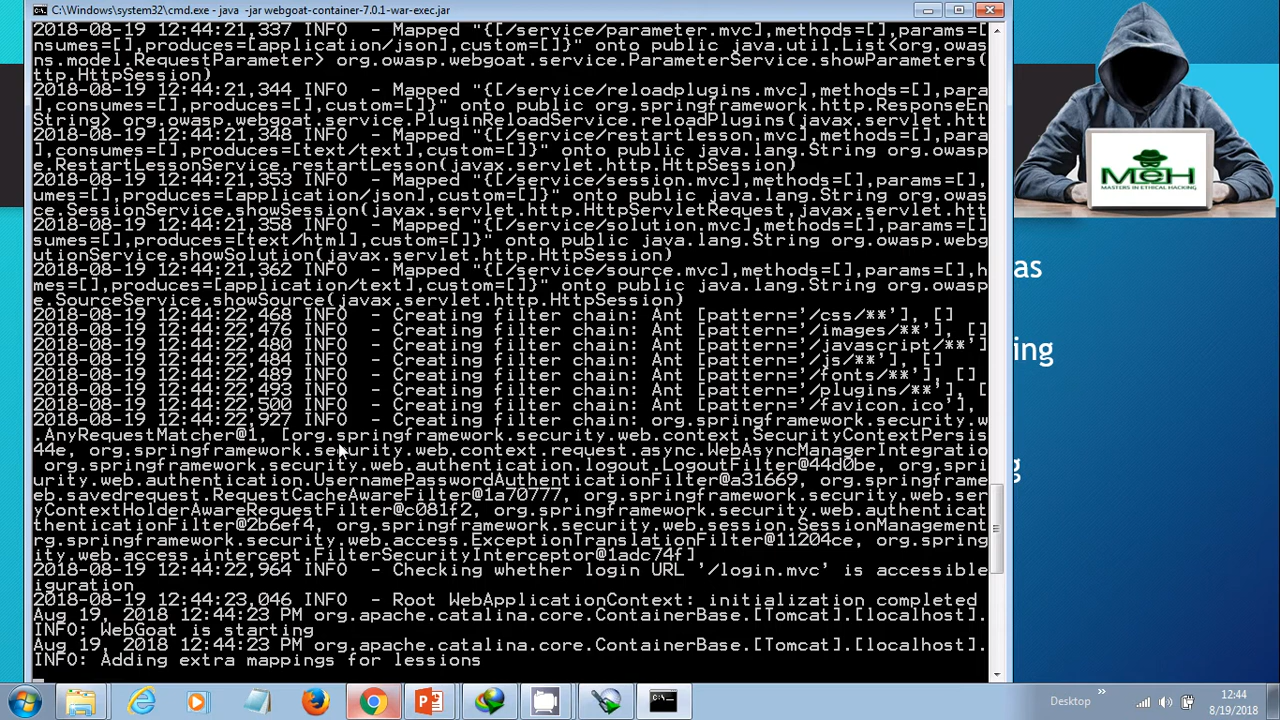 C:\Windows\system32\cmd.exe - java -jar webgoat-container-7.0.1-war-exec.jar
2018-08-19 12:44:21,337 INFO - Mapped "{[/service/parameter.mvc],methods=[],params=[
nsumes=[],produces=[application/json],custom=[]}" onto public java.util.List<org.owas
ns.model.RequestParameter> org.owasp.webgoat.service.ParameterService.showParameters(
ttp.HttpSession)
2018-08-19 12:44:21,344 INFO - Mapped "{[/service/reloadplugins.mvc],methods=[],params
],consumes=[],produces=[],custom=[]}" onto public org.springframework.http.ResponseEn
String> org.owasp.webgoat.service.PluginReloadService.reloadPlugins(javax.servlet.htt
2018-08-19 12:44:21,348 INFO - Mapped "{[/service/restartlesson.mvc],methods=[],para
],consumes=[],produces=[text/text],custom=[]}" onto public java.lang.String org.owasp
e.RestartLessonService.restartLesson(javax.servlet.http.HttpSession)
2018-08-19 12:44:21,353 INFO - Mapped "{[/service/session.mvc],methods=[],params=[],
umes=[],produces=[application/json],custom=[]}" onto public java.lang.String org.owas
ce.SessionService.showSession(javax.servlet.http.HttpServletRequest,javax.servlet.htt
2018-08-19 12:44:21,358 INFO - Mapped "{[/service/solution.mvc],methods=[],params=[]
sumes=[],produces=[text/html],custom=[]}" onto public java.lang.String org.owasp.webg
utionService.showSolution(javax.servlet.http.HttpSession)
2018-08-19 12:44:21,362 INFO - Mapped "{[/service/source.mvc],methods=[],params=[],h
mes=[],produces=[application/text],custom=[]}" onto public java.lang.String org.owasp
e.SourceService.showSource(javax.servlet.http.HttpSession)
2018-08-19 12:44:22,468 INFO - Creating filter chain: Ant [pattern='/css/**'], []
2018-08-19 12:44:22,476 INFO - Creating filter chain: Ant [pattern='/images/**'], []
2018-08-19 12:44:22,480 INFO - Creating filter chain: Ant [pattern='/javascript/**']
2018-08-19 12:44:22,484 INFO - Creating filter chain: Ant [pattern='/js/**'], []
2018-08-19 12:44:22,489 INFO - Creating filter chain: Ant [pattern='/fonts/**'], []
2018-08-19 12:44:22,493 INFO - Creating filter chain: Ant [pattern='/plugins/**'], []
2018-08-19 12:44:22,500 INFO - Creating filter chain: Ant [pattern='/favicon.ico'],
2018-08-19 12:44:22,927 INFO - Creating filter chain: org.springframework.security.w
.AnyRequestMatcher@1, [org.springframework.security.web.context.SecurityContextPersis
44e, org.springframework.security.web.context.request.async.WebAsyncManagerIntegratio
org.springframework.security.web.authentication.logout.LogoutFilter@44d0be, org.spri
urity.web.authentication.UsernamePasswordAuthenticationFilter@ org.springframework.s
eb.savedrequest.RequestCacheAwareFilter@1a70777, org.springframework.security.web.ser
yContextHolderAwareRequestFilter@c081f2, org.springframework.security.web.authenticat
org.springframework.security.web.session.SessionManagement
org.springframework.security.web.access.ExceptionTranslationFilter@11204ce, org.spring
ity.web.access.intercept.FilterSecurityInterceptor@1adc74f]
2018-08-19 12:44:22,964 INFO - Checking whether login URL '/login.mvc' is accessible
iguration
2018-08-19 12:44:23,046 INFO - Root WebApplicationContext: initialization completed
Aug 19, 2018 12:44:23 PM org.apache.catalina.core.ContainerBase.[Tomcat].[localhost].
INFO: WebGoat is starting
Aug 19, 2018 12:44:23 PM org.apache.catalina.core.ContainerBase.[Tomcat].[localhost].
INFO: Adding extra mappings for lessions
MEH
MASTERS IN ETHICAL HACKING
as
ing
g
Desktop
12:44
8/19/2018